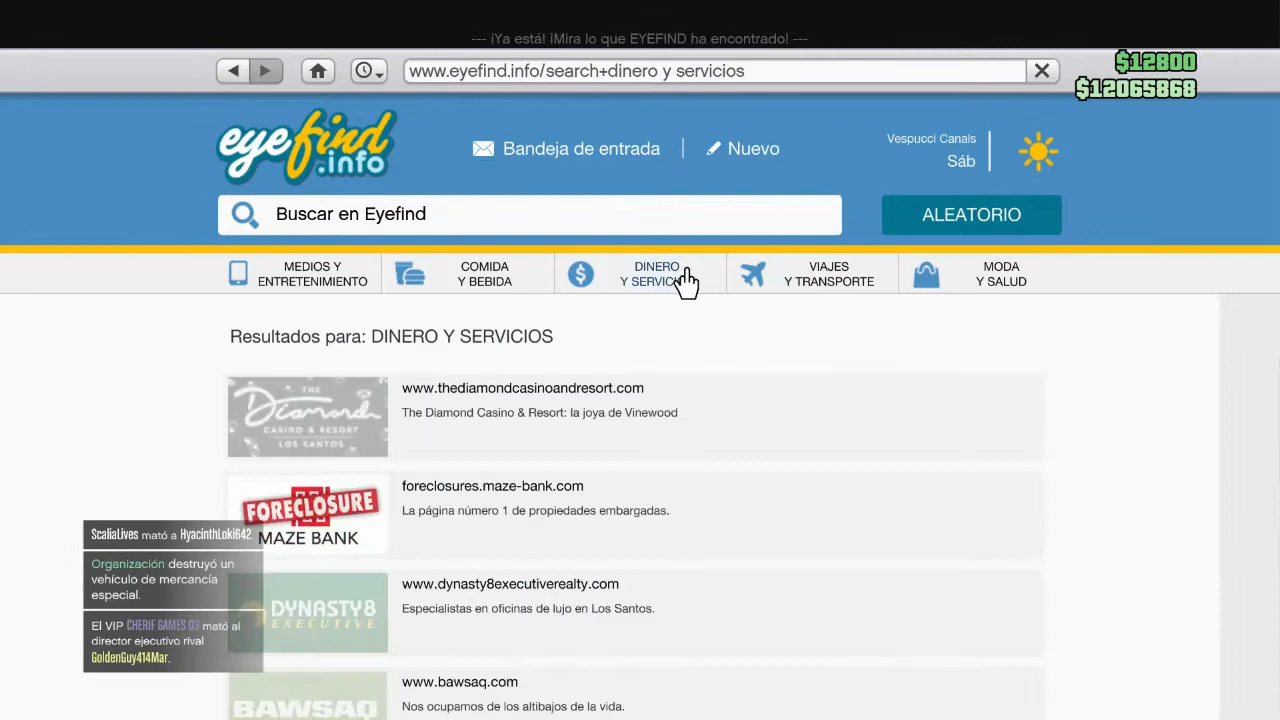 --- ¡Ya está! ¡Mira lo que EYEFIND ha encontrado! ---
www.eyefind.info/search+dinero y servicios
$12800
$12065868
eyefind
.info
Bandeja de entrada
Nuevo
Vespucci Canals
Sáb
Buscar en Eyefind
ALEATORIO
MEDIOS Y
ENTRETENIMIENTO
COMIDA
Y BEBIDA
DINERO
Y SERVICIOS
VIAJES
Y TRANSPORTE
MODA
Y SALUD
Resultados para: DINERO Y SERVICIOS
THE
Diamond
CASINO & RESORT
LOS SANTOS
www.thediamondcasinoandresort.com
The Diamond Casino & Resort: la joya de Vinewood
FORECLOSURE
MAZE BANK
foreclosures.maze-bank.com
La página número 1 de propiedades embargadas.
DYNASTY8
EXECUTIVE
www.dynasty8executiverealty.com
Especialistas en oficinas de lujo en Los Santos.
BAWSAQ
www.bawsaq.com
Nos ocupamos de los altibajos de la vida.
ScaliaLives mató a HyacinthLoki642.
Organización destruyó un
vehículo de mercancía
especial.
El VIP CHERIF GAMES 03 mató al
director ejecutivo rival
GoldenGuy414Mar.